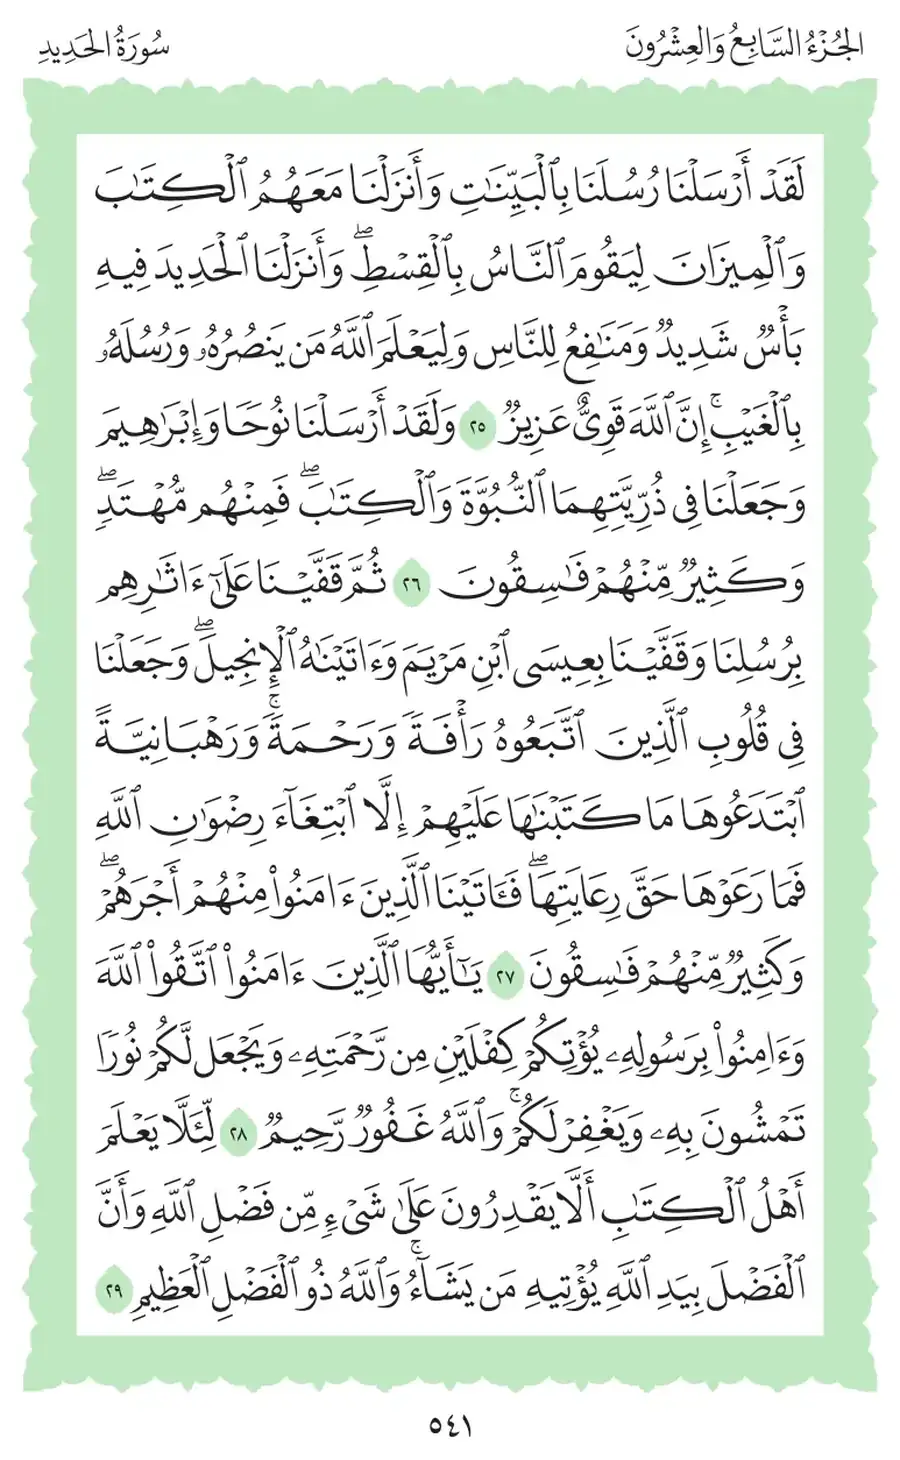 الجُزْءُ السَّابِعُ وَالعِشْرُونَ
سُورَةُ الحَدِيدِ
لَقَدْ أَرْسَلْنَا رُسُلَنَا بِٱلْبَيِّنَٰتِ وَأَنزَلْنَا مَعَهُمُ ٱلْكِتَٰبَ
وَٱلْمِيزَانَ لِيَقُومَ ٱلنَّاسُ بِٱلْقِسْطِۖ وَأَنزَلْنَا ٱلْحَدِيدَ فِيهِ
بَأْسٌ شَدِيدٌ وَمَنَٰفِعُ لِلنَّاسِ وَلِيَعْلَمَ ٱللَّهُ مَن يَنصُرُهُۥ وَرُسُلَهُۥ
بِٱلْغَيْبِۚ إِنَّ ٱللَّهَ قَوِىٌّ عَزِيزٌ ٢٥ وَلَقَدْ أَرْسَلْنَا نُوحًا وَإِبْرَٰهِيمَ
وَجَعَلْنَا فِى ذُرِّيَّتِهِمَا ٱلنُّبُوَّةَ وَٱلْكِتَٰبَۖ فَمِنْهُم مُّهْتَدٍۖ
وَكَثِيرٌ مِّنْهُمْ فَٰسِقُونَ ٢٦ ثُمَّ قَفَّيْنَا عَلَىٰٓ ءَاثَٰرِهِم
بِرُسُلِنَا وَقَفَّيْنَا بِعِيسَى ٱبْنِ مَرْيَمَ وَءَاتَيْنَٰهُ ٱلْإِنجِيلَۖ وَجَعَلْنَا
فِى قُلُوبِ ٱلَّذِينَ ٱتَّبَعُوهُ رَأْفَةً وَرَحْمَةًۚ وَرَهْبَانِيَّةً
ٱبْتَدَعُوهَا مَا كَتَبْنَٰهَا عَلَيْهِمْ إِلَّا ٱبْتِغَآءَ رِضْوَٰنِ ٱللَّهِ
فَمَا رَعَوْهَا حَقَّ رِعَايَتِهَاۖ فَـَٔاتَيْنَا ٱلَّذِينَ ءَامَنُوا۟ مِنْهُمْ أَجْرَهُمْۖ
وَكَثِيرٌ مِّنْهُمْ فَٰسِقُونَ ٢٧ يَٰٓأَيُّهَا ٱلَّذِينَ ءَامَنُوا۟ ٱتَّقُوا۟ ٱللَّهَ
وَءَامِنُوا۟ بِرَسُولِهِۦ يُؤْتِكُمْ كِفْلَيْنِ مِن رَّحْمَتِهِۦ وَيَجْعَل لَّكُمْ نُورًا
تَمْشُونَ بِهِۦ وَيَغْفِرْ لَكُمْۚ وَٱللَّهُ غَفُورٌ رَّحِيمٌ ٢٨ لِّئَلَّا يَعْلَمَ
أَهْلُ ٱلْكِتَٰبِ أَلَّا يَقْدِرُونَ عَلَىٰ شَىْءٍ مِّن فَضْلِ ٱللَّهِ وَأَنَّ
ٱلْفَضْلَ بِيَدِ ٱللَّهِ يُؤْتِيهِ مَن يَشَآءُۚ وَٱللَّهُ ذُو ٱلْفَضْلِ ٱلْعَظِيمِ ٢٩
٥٤١